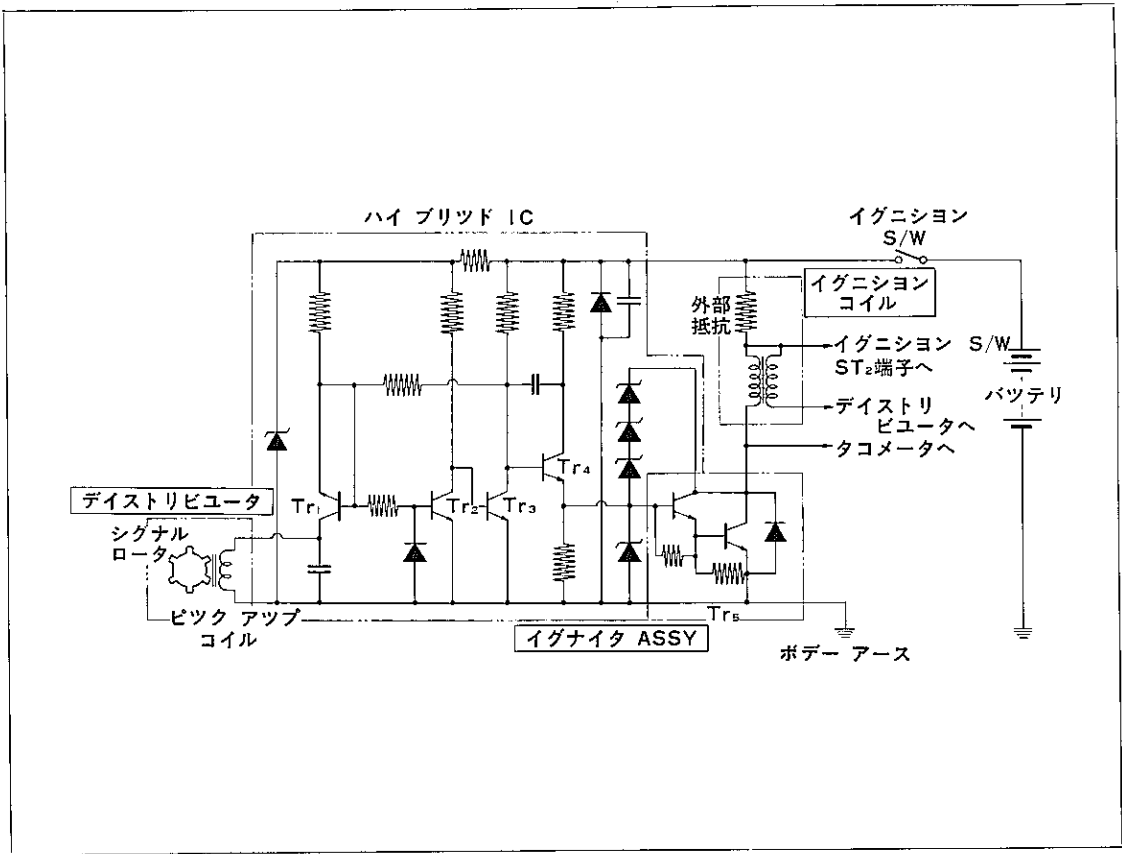 ハイ ブリツド IC
イグニシヨン
S/W
イグニシヨン
コイル
外部
抵抗
イグニシヨン S/W
ST₂端子へ
バツテリ
デイストリ
ビユータへ
タコメータへ
Tr₄
デイストリビユータ
Tr₁
Tr₂
Tr₃
シグナル
ロータ
ピツク アツプ
コイル
Tr₅
イグナイタ ASSY
ボデー アース